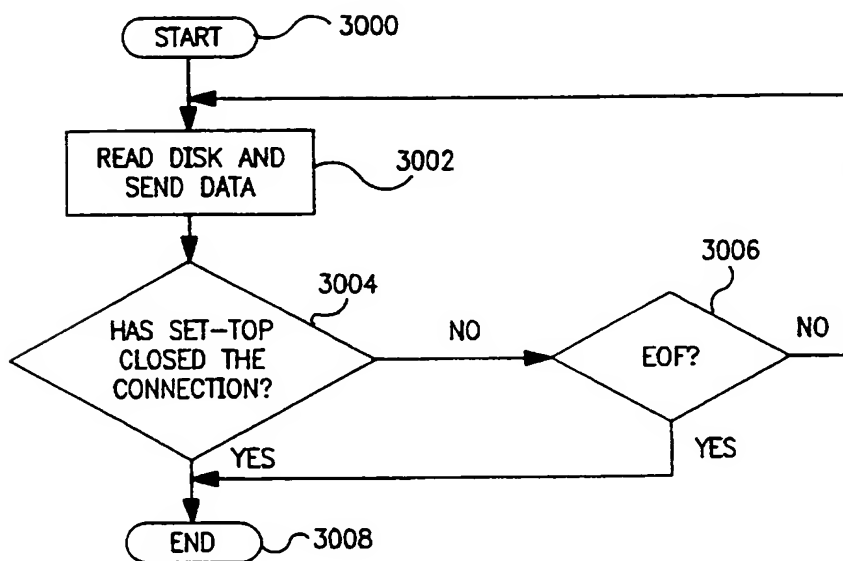 START
3000
READ DISK AND
SEND DATA
3002
3004
HAS SET-TOP
CLOSED THE
CONNECTION?
NO
3006
EOF?
NO
YES
YES
END
3008